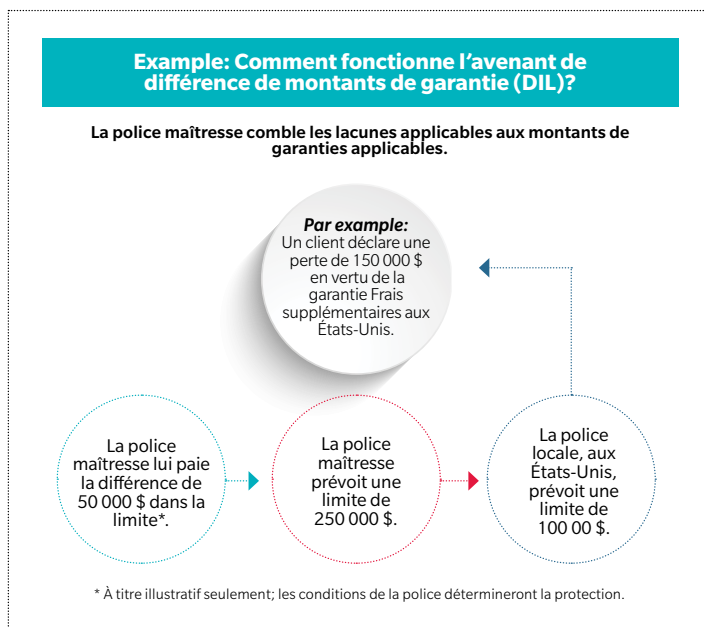 Example: Comment fonctionne l'avenant de
différence de montants de garantie (DIL)?
La police maîtresse comble les lacunes applicables aux montants de
garanties applicables.
Par example:
Un client déclare une
perte de 150 000 $
en vertu de la
garantie Frais
supplémentaires aux
États-Unis.
La police
maîtresse lui paie
la différence de
50 000 $ dans la
limite*.
La police
maîtresse
prévoit une
limite de
250 000 $.
La police
locale, aux
États-Unis,
prévoit une
limite de
100 00 $.
* À titre illustratif seulement; les conditions de la police détermineront la protection.